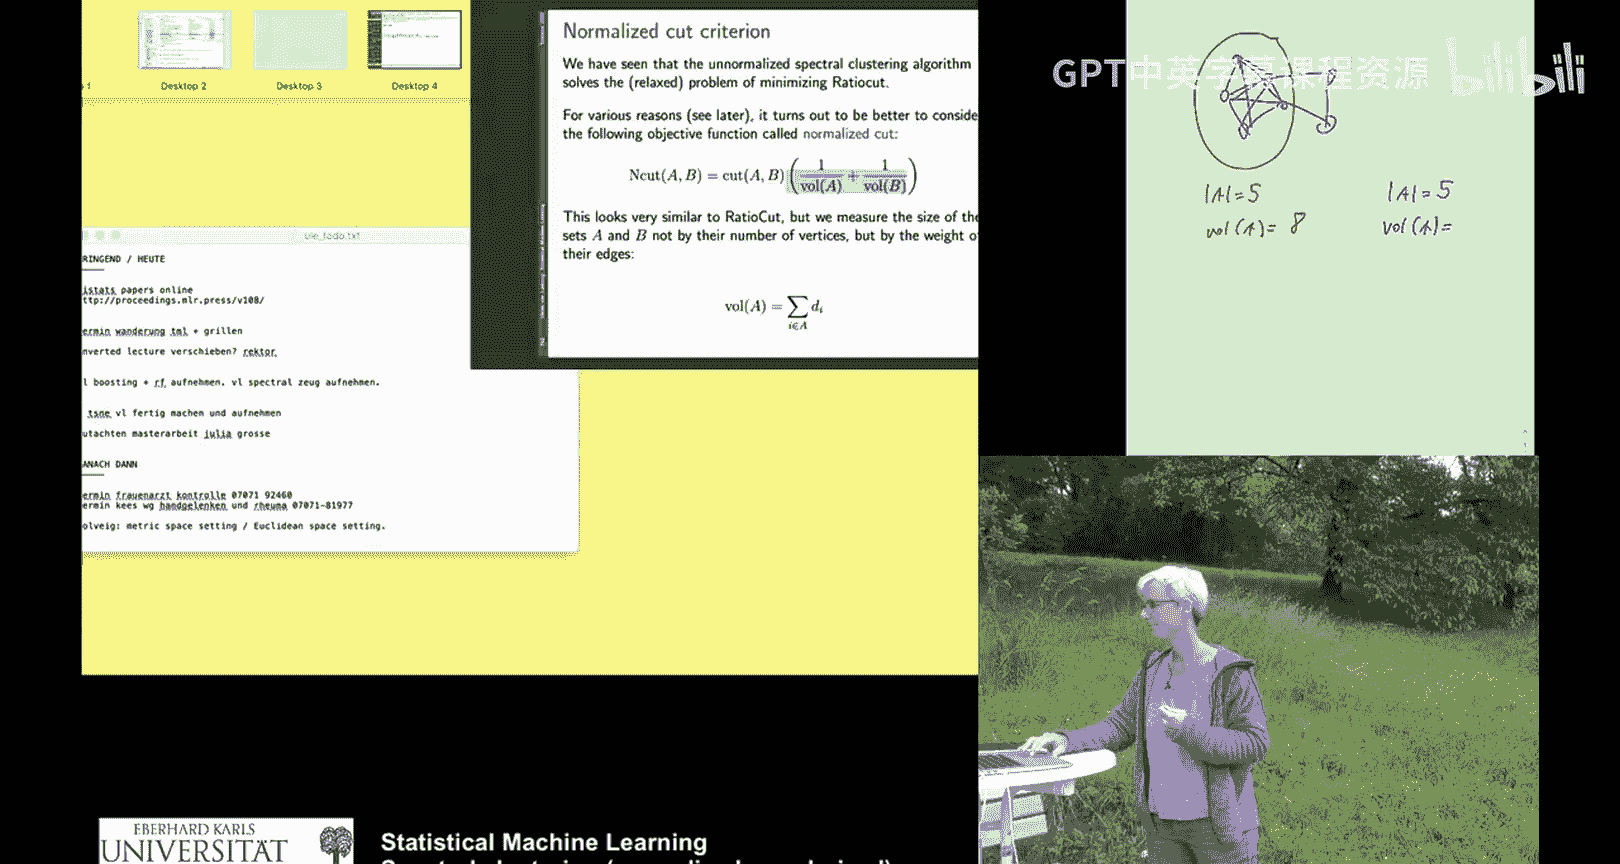 GPT中英字幕课程资源 bilibili
1 Desktop 2 Desktop 3 Desktop 4
Normalized cut criterion
We have seen that the unnormalized spectral clustering algorithm
solves the (relaxed) problem of minimizing Ratiocut.
For various reasons (see later), it turns out to be better to conside
the following objective function called normalized cut:
Ncut(A, B) = cut(A, B) ( 1/vol(A) + 1/vol(B) )
This looks very similar to RatioCut, but we measure the size of the
sets A and B not by their number of vertices, but by the weight o
their edges:
vol(A) = ∑ i∈A d_i
|A|=5
vol(A)= 8
|A|=5
vol(A)=
ule_todo.txt
RINGEND / HEUTE
istats papers online
ttp://proceedings.mlr.press/v108/
ermin wanderung tml + grillen
nverted lecture verschieben? rektor.
l boosting + rf aufnehmen. vl spectral zeug aufnehmen.
tsne vl fertig machen und aufnehmen
utachten masterarbeit julia grosse
ANACH DANN
ermin frauenarzt kontrolle 07071 92460
ermin kees wg handgelenken und rheuma 07071-81977
olveig: metric space setting / Euclidean space setting.
EBERHARD KARLS
UNIVERSITÄT
Statistical Machine Learning